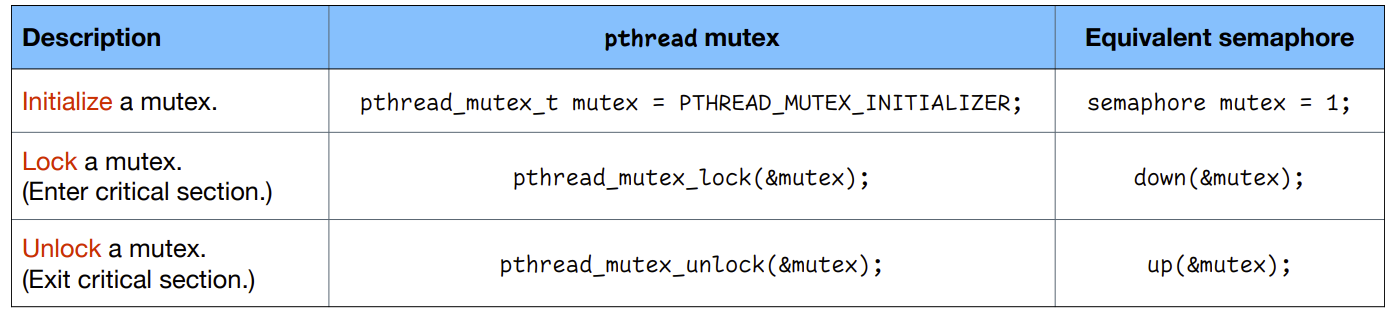 Description pthread mutex Equivalent semaphore
Initialize a mutex. pthread_mutex_t mutex = PTHREAD_MUTEX_INITIALIZER; semaphore mutex = 1;
Lock a mutex.
(Enter critical section.) pthread_mutex_lock(&mutex); down(&mutex);
Unlock a mutex.
(Exit critical section.) pthread_mutex_unlock(&mutex); up(&mutex);